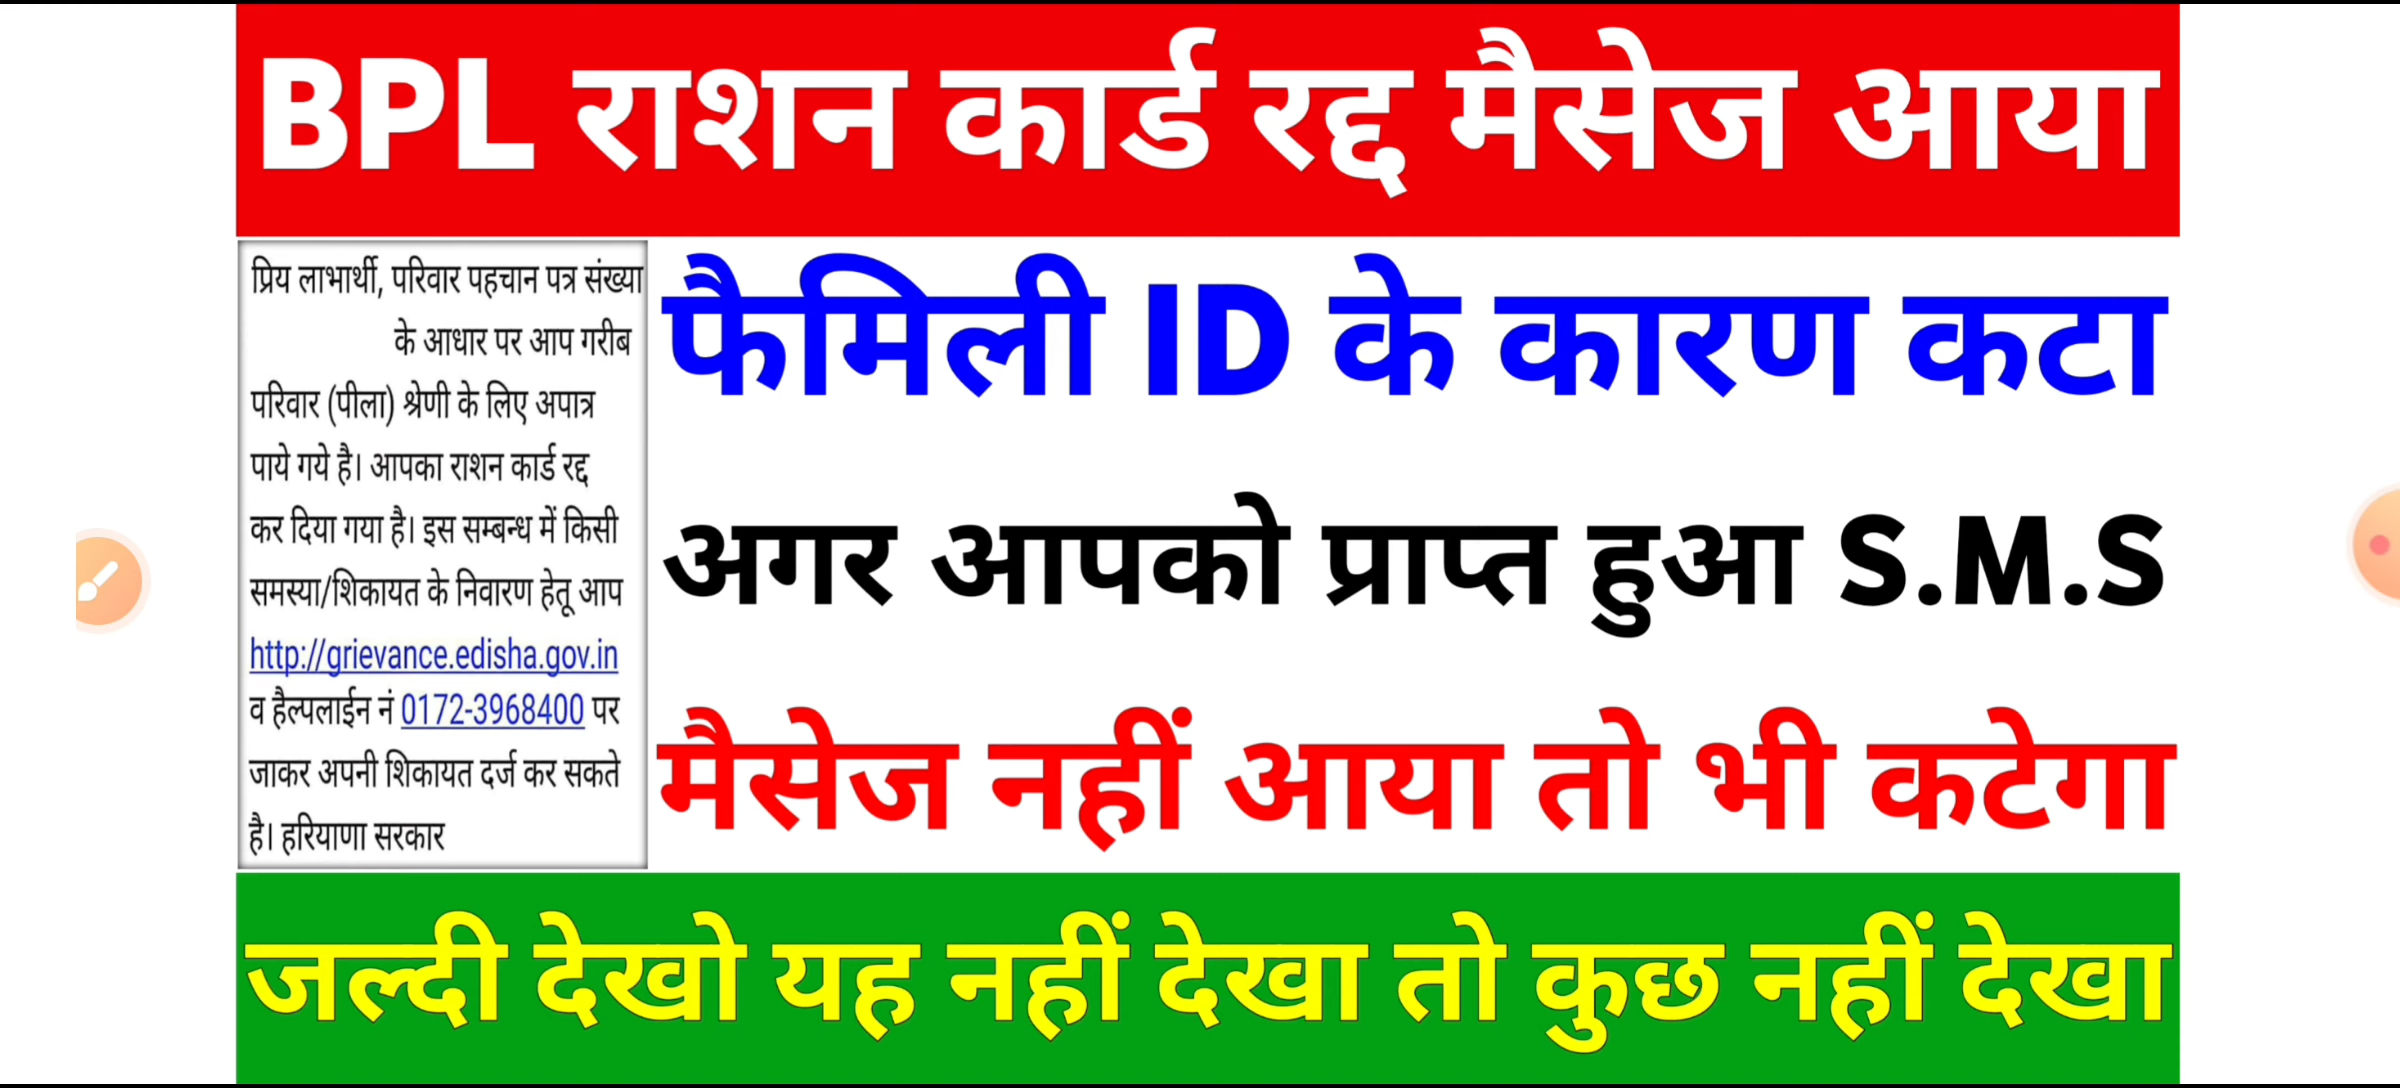 BPL राशन कार्ड रद्द मैसेज आया
प्रिय लाभार्थी, परिवार पहचान पत्र संख्या
के आधार पर आप गरीब
परिवार (पीला) श्रेणी के लिए अपात्र
पाये गये है। आपका राशन कार्ड रद्द
कर दिया गया है। इस सम्बन्ध में किसी
समस्या/शिकायत के निवारण हेतू आप
http://grievance.edisha.gov.in
व हैल्पलाईन नं 0172-3968400 पर
जाकर अपनी शिकायत दर्ज कर सकते
है। हरियाणा सरकार
फैमिली ID के कारण कटा
अगर आपको प्राप्त हुआ S.M.S
मैसेज नहीं आया तो भी कटेगा
जल्दी देखो यह नहीं देखा तो कुछ नहीं देखा